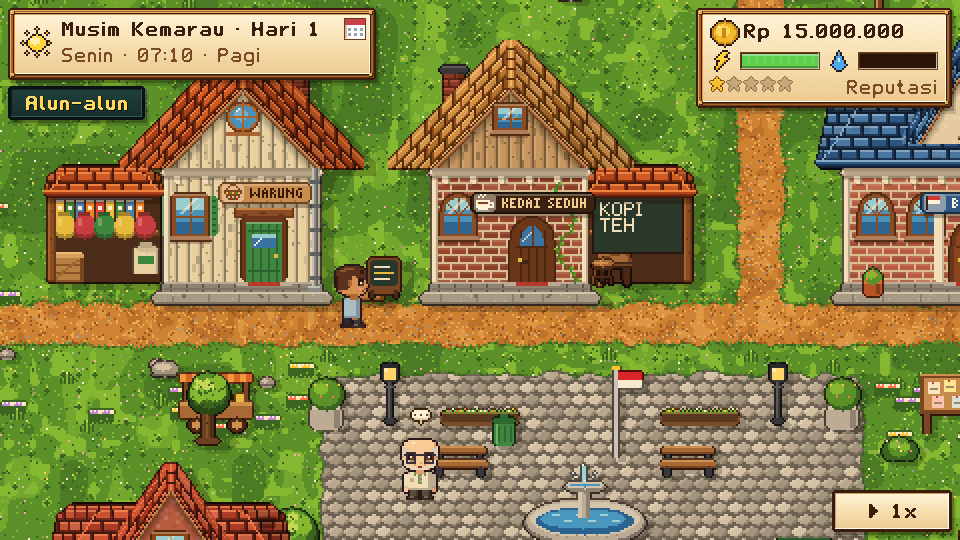 Musim Kemarau · Hari 1
Senin · 07:10 · Pagi
Rp 15.000.000
Reputasi
Alun-alun
WARUNG
KEDAI SEDUH
KOPI
TEH
B
1x